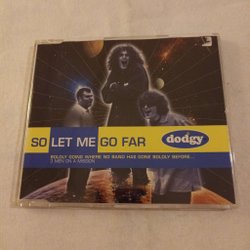 SO LET ME GO FAR
dodgy
BOLDLY GOING WHERE NO BAND HAS GONE BOLDLY BEFORE...
3 MEN ON A MISSION